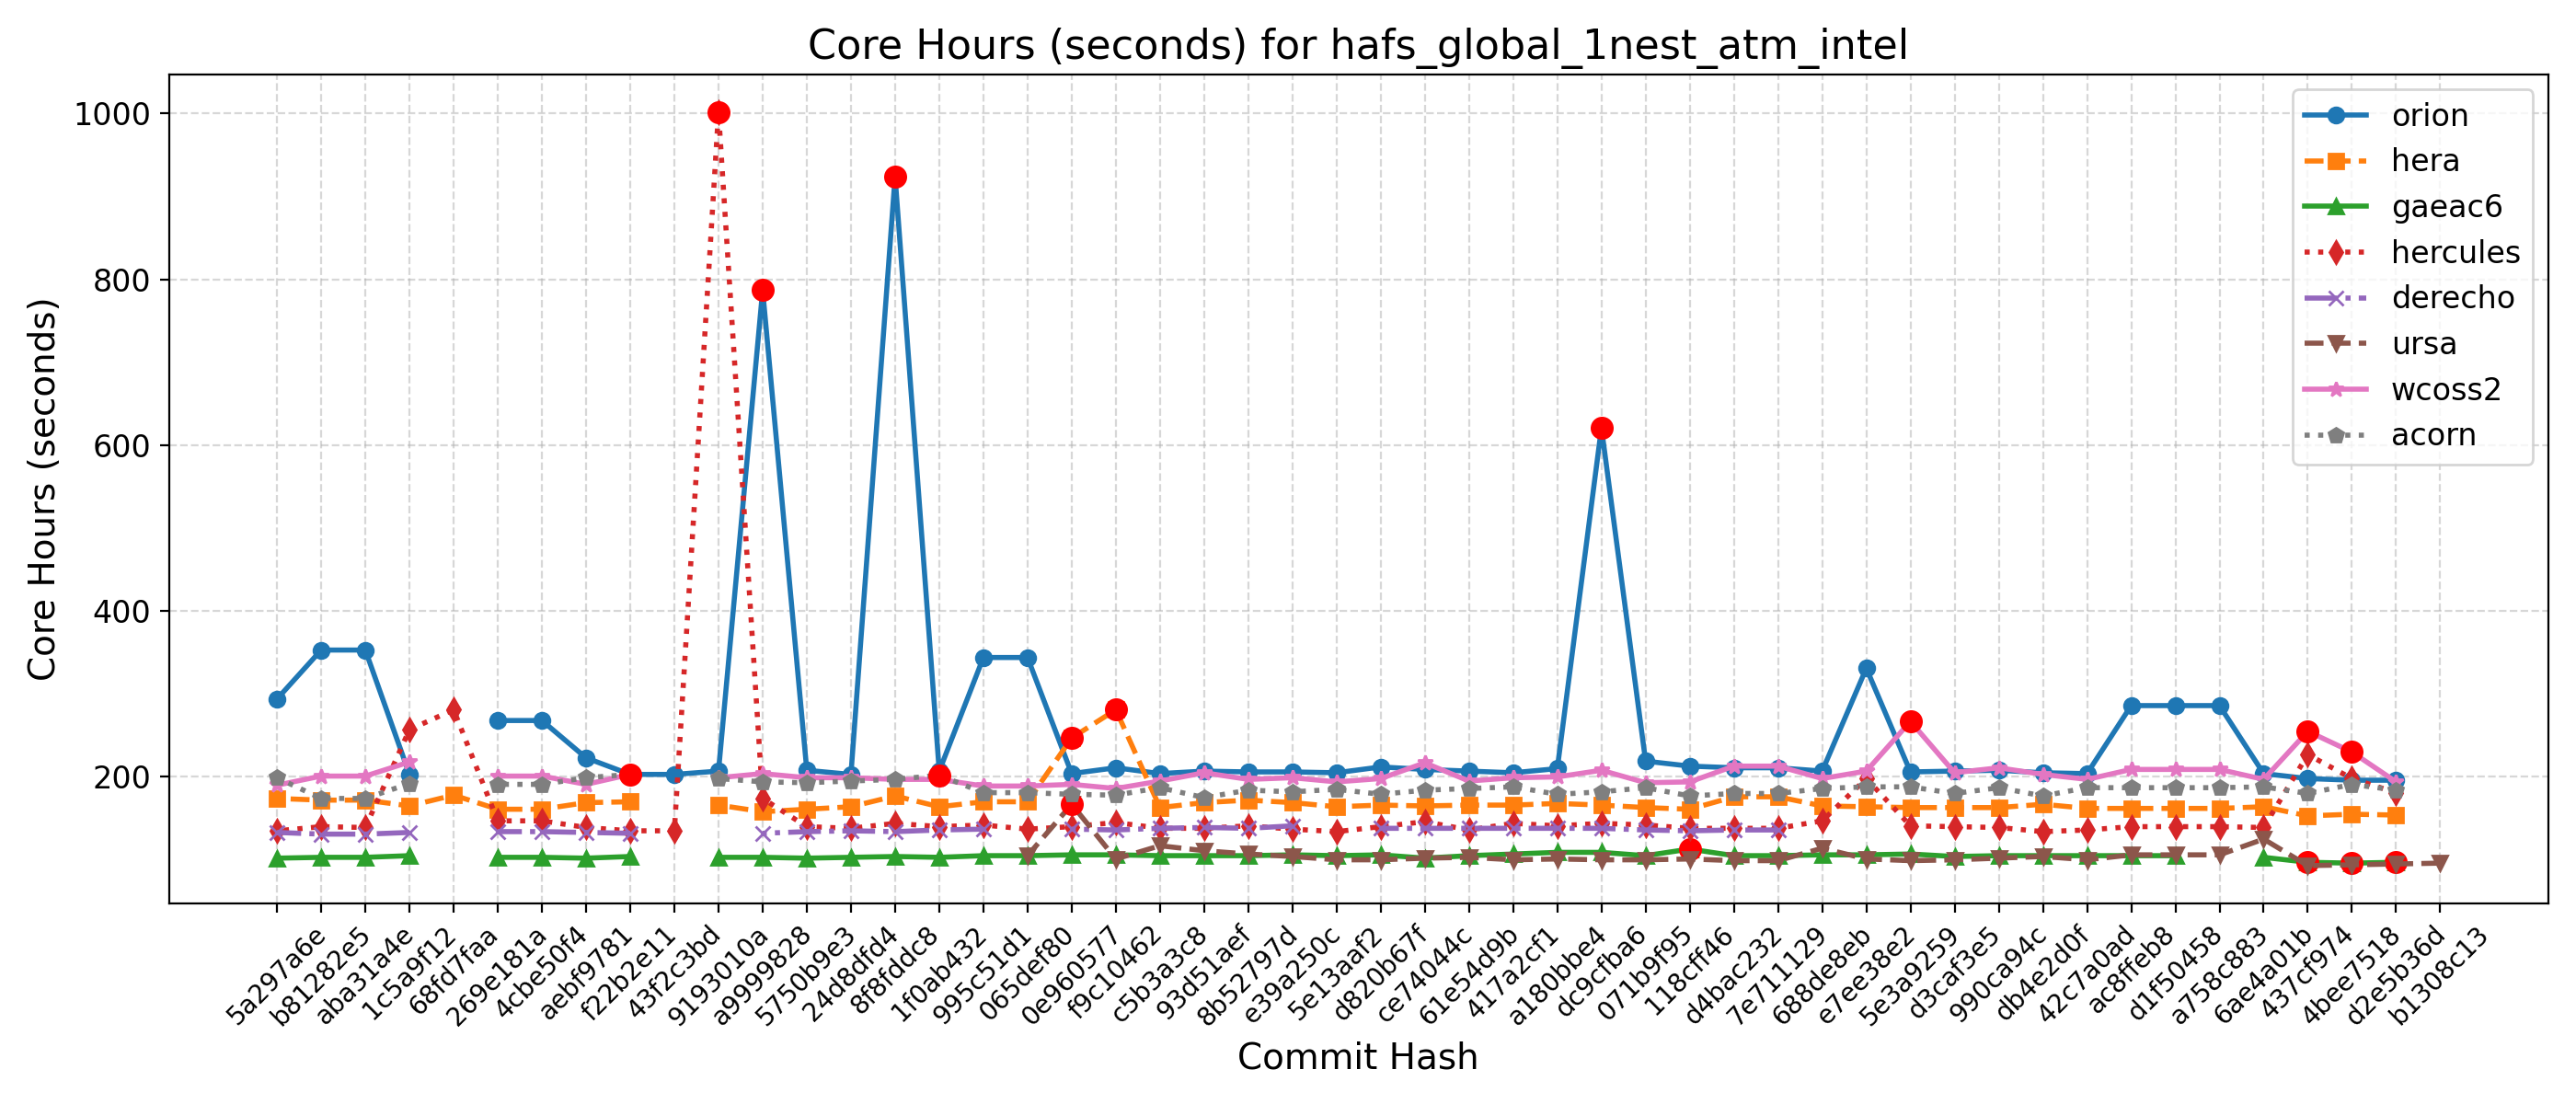 Core Hours (seconds) for hafs_global_1nest_atm_intel
Core Hours (seconds)
1000
800
600
400
200
orion
hera
gaeac6
hercules
derecho
ursa
wcoss2
acorn
5a297a6e
b81282e5
aba31a4e
1c5a9f12
68fd7faa
269e181a
4cbe50f4
aebf9781
f22b2e11
43f2c3bd
9193010a
a9999828
5750b9e3
24d8dfd4
8f8fddc8
1f0ab432
995c51d1
065def80
0e960577
f9c10462
c5b3a3c8
93d51aef
8b52797d
e39a250c
5e13aaf2
d820b67f
ce74044c
61e54d9b
417a2cf1
a180bbe4
dc9cfba6
071b9f95
118cff46
d4bac232
7e711129
688de8eb
e7ee38e2
5e3a9259
d3caf3e5
990ca94c
db4e2d0f
42c7a0ad
ac8ffeb8
d1f50458
a758c883
6ae4a01b
437cf974
4bee7518
d2e5b36d
b1308c13
Commit Hash